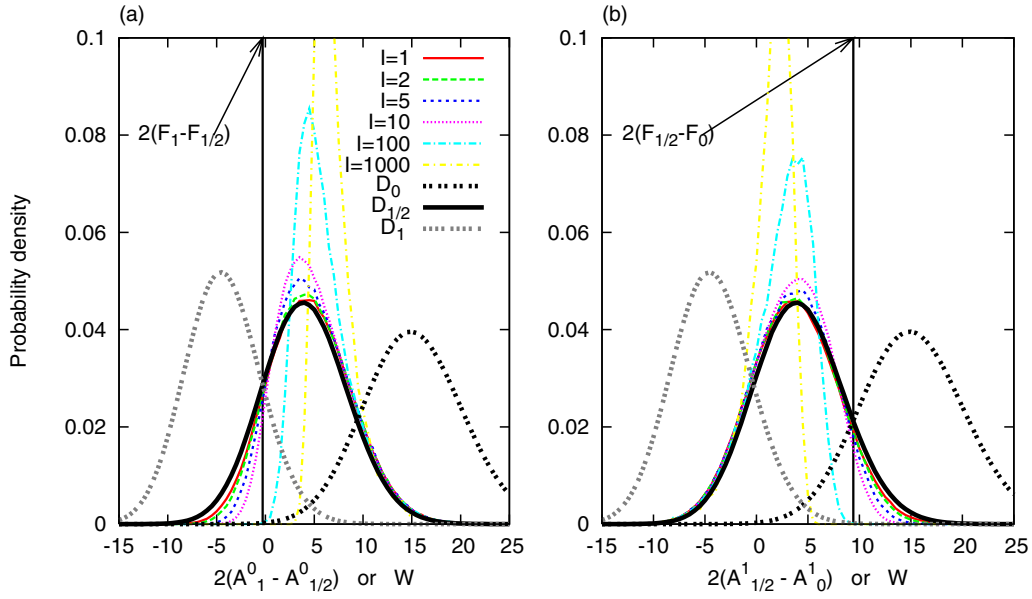 (a)
0.1
0.08
0.06
0.04
0.02
0
-15 -10 -5 0 5 10 15 20 25
Probability density
2(F₁-F₁/₂)
I=1
I=2
I=5
I=10
I=100
I=1000
D₀
D₁/₂
D₁
2(A⁰₁ - A⁰₁/₂) or W
(b)
0.1
0.08
0.06
0.04
0.02
0
-15 -10 -5 0 5 10 15 20 25
2(F₁/₂-F₀)
2(A¹₁/₂ - A¹₀) or W